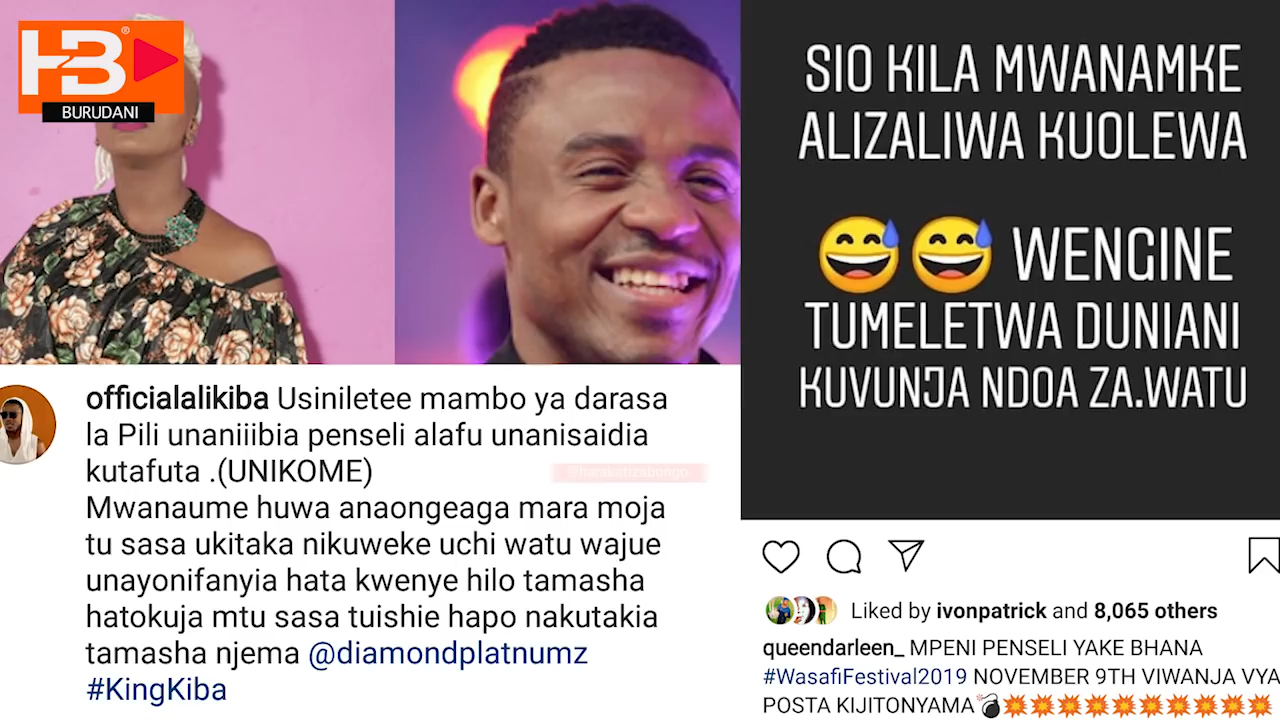 HB®
BURUDANI
officialalikiba Usiniletee mambo ya darasa
la Pili unaniiibia penseli alafu unanisaidia
kutafuta .(UNIKOME)
Mwanaume huwa anaongeaga mara moja
tu sasa ukitaka nikuweke uchi watu wajue
unayonifanyia hata kwenye hilo tamasha
hatokuja mtu sasa tuishie hapo nakutakia
tamasha njema @diamondplatnumz
#KingKiba
@harakatizabongo
SIO KILA MWANAMKE
ALIZALIWA KUOLEWA
😅😅 WENGINE
TUMELETWA DUNIANI
KUVUNJA NDOA ZA.WATU
Liked by ivonpatrick and 8,065 others
queendarleen_ MPENI PENSELI YAKE BHANA
#WasafiFestival2019 NOVEMBER 9TH VIWANJA VYA
POSTA KIJITONYAMA💣💥💥💥💥💥💥💥💥💥💥